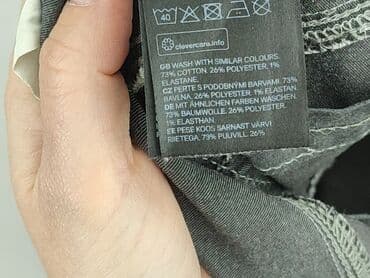 40
clevercare.info
GB WASH WITH SIMILAR COLOURS.
73% COTTON, 26% POLYESTER, 1%
ELASTANE.
CZ PERTE S PODOBNÝMI BARVAMI. 73%
BAVLNA, 26% POLYESTER, 1% ELASTAN.
DE MIT ÄHNLICHEN FARBEN WASCHEN.
73% BAUMWOLLE, 26% POLYESTER,
1% ELASTHAN.
EE PESE KOOS SARNAST VÄRVI
RIIETEGA. 73% PUUVILL, 26%